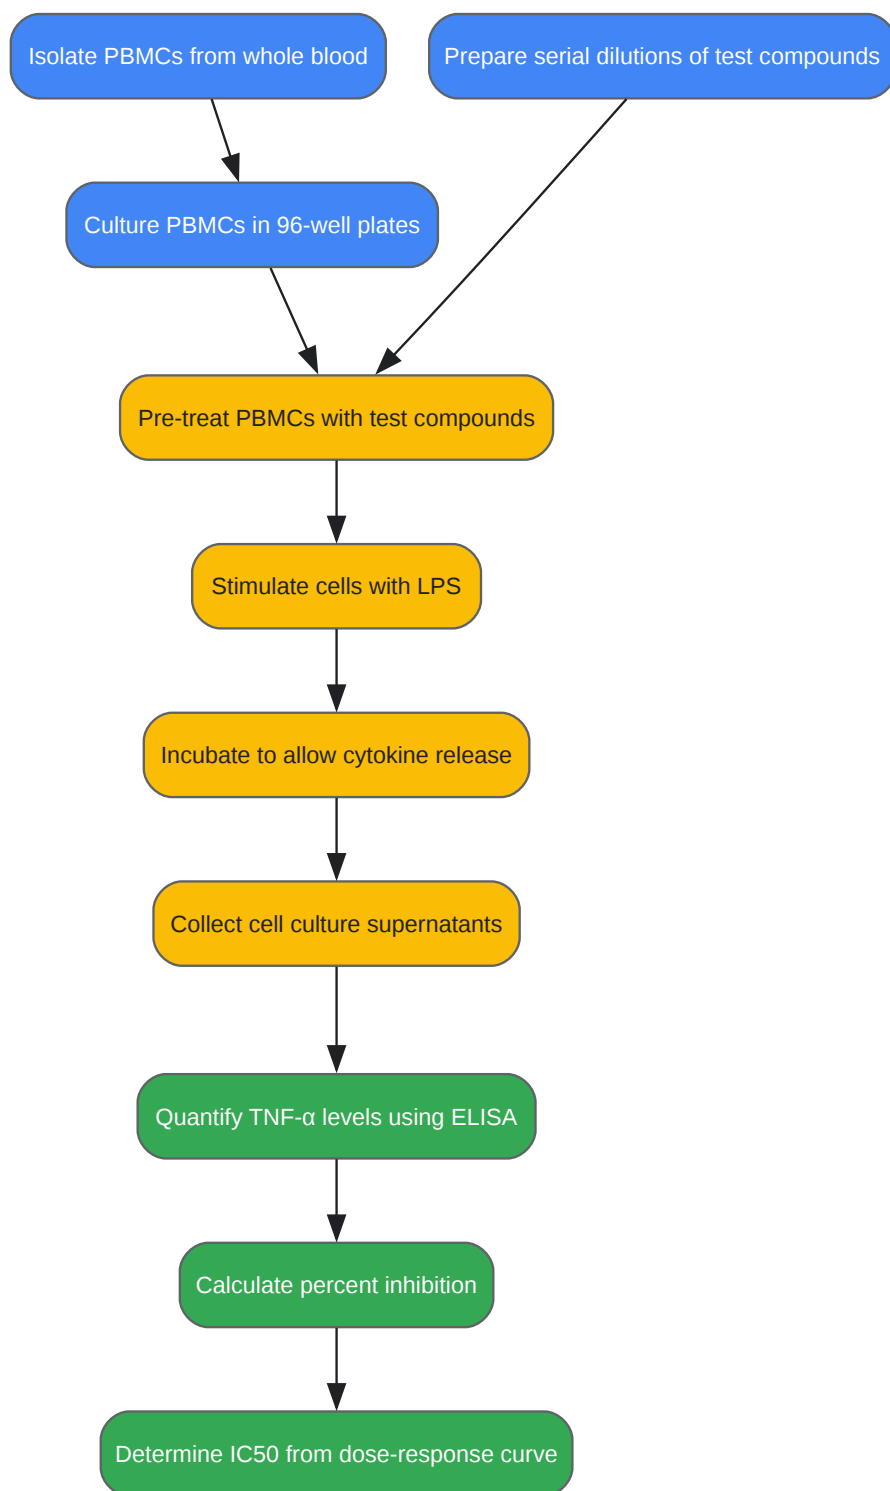 Isolate PBMCs from whole blood
Prepare serial dilutions of test compounds
Culture PBMCs in 96-well plates
Pre-treat PBMCs with test compounds
Stimulate cells with LPS
Incubate to allow cytokine release
Collect cell culture supernatants
Quantify TNF-α levels using ELISA
Calculate percent inhibition
Determine IC50 from dose-response curve